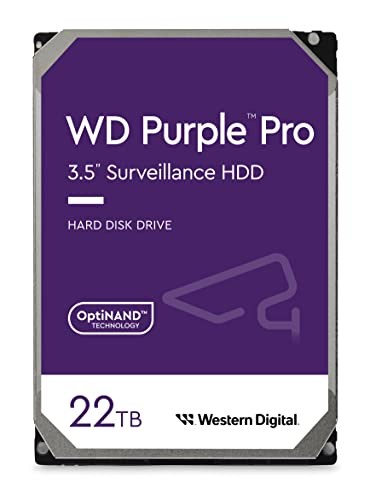 WD Purple™ Pro
3.5" Surveillance HDD
HARD DISK DRIVE
OptiNAND™
TECHNOLOGY
22TB
Western Digital.